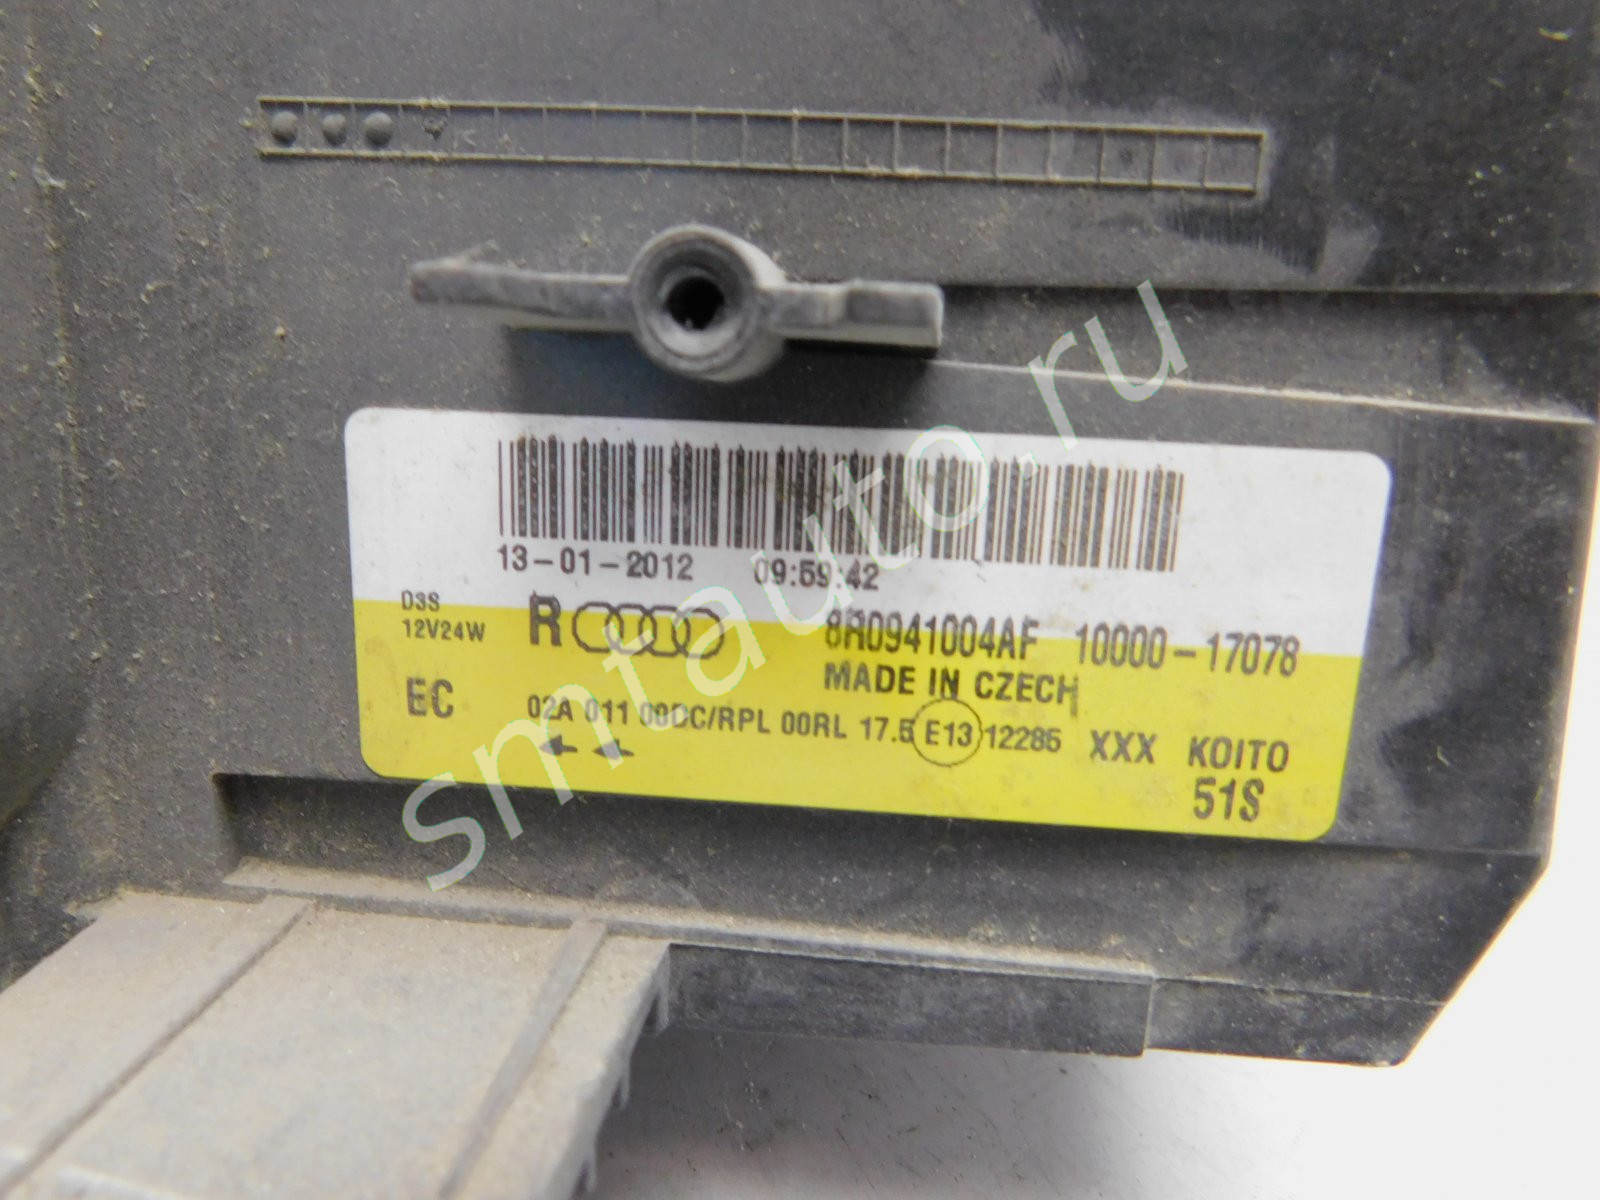 13-01-2012 09:59:42
D3S
12V24W
R 8R0941004AF 10000-17078
MADE IN CZECH
EC
02A 011 00DC/RPL 00RL 17.5 E13 12285 XXX KOITO
51S
smtauto.ru